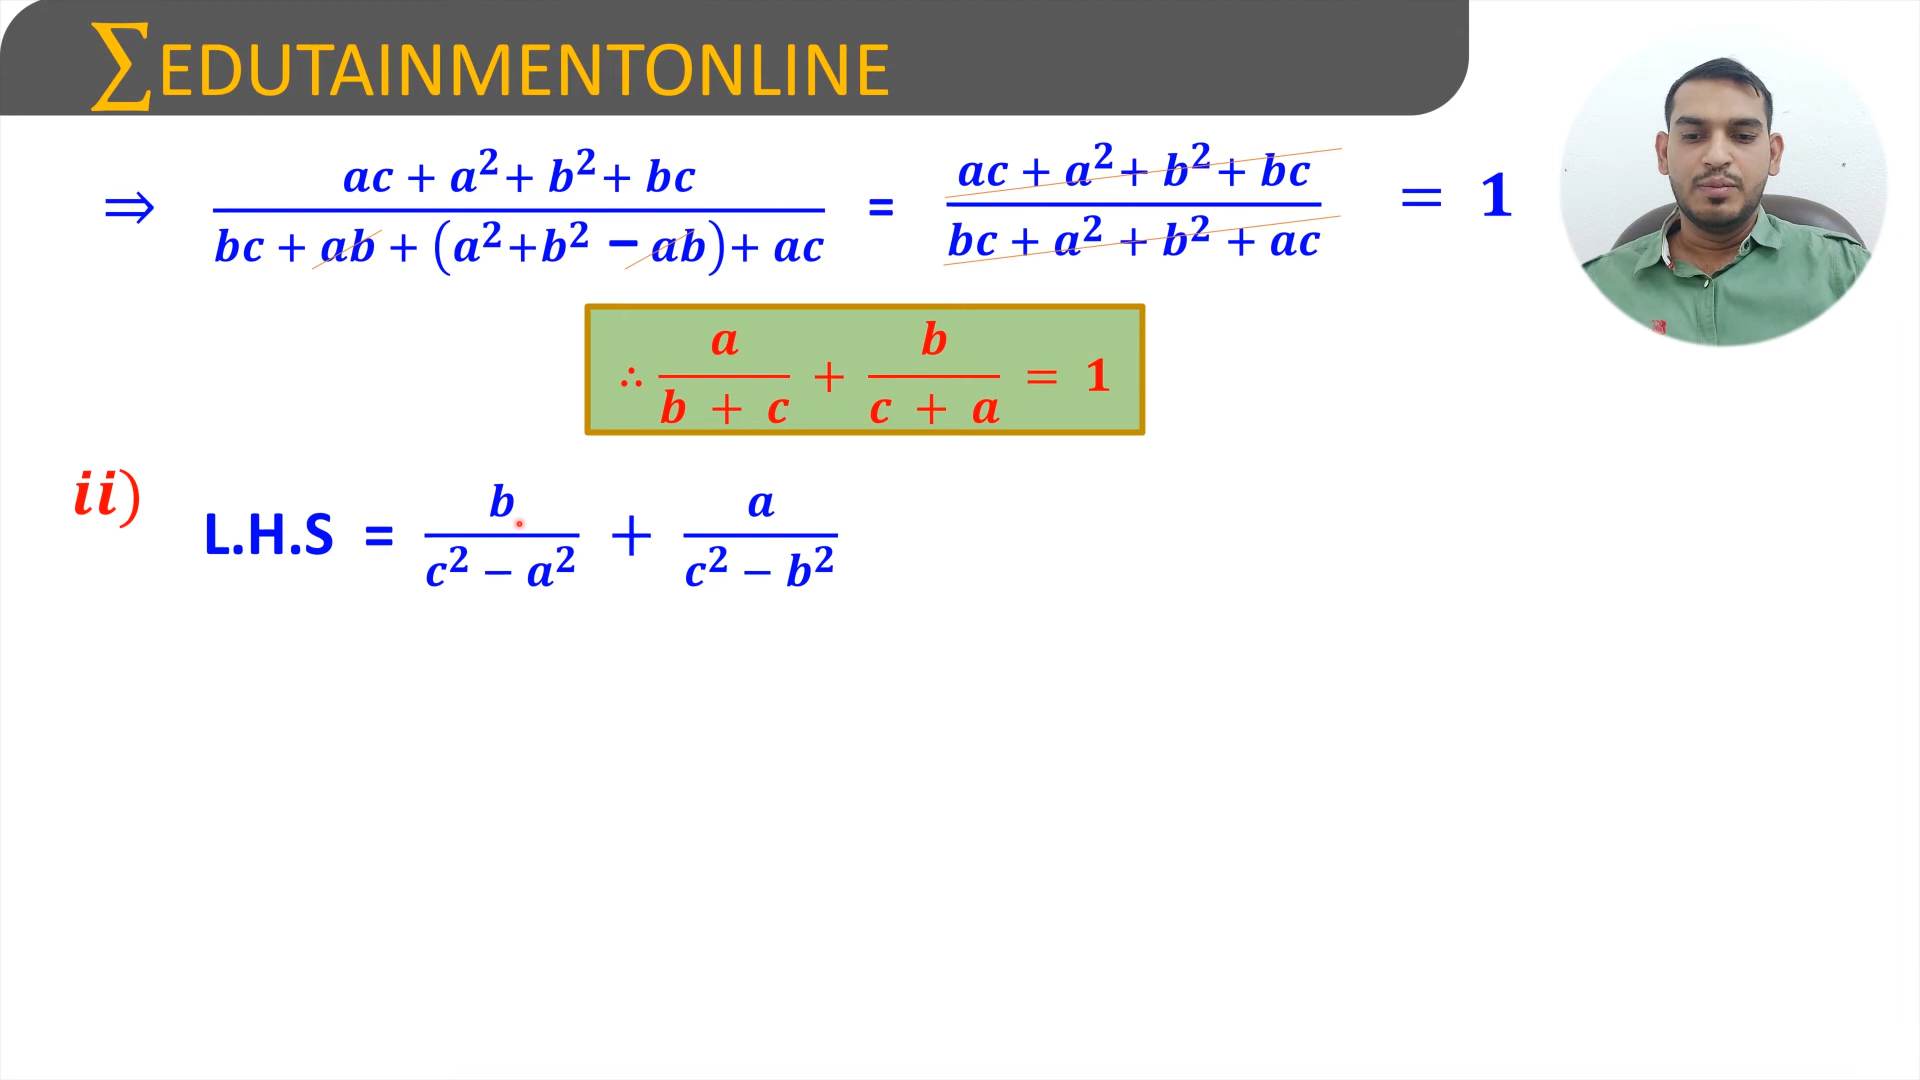 ∑EDUTAINMENTONLINE
⇒ (ac + a² + b² + bc) / (bc + ab + (a² + b² − ab) + ac) = (ac + a² + b² + bc) / (bc + a² + b² + ac) = 1
∴ a / (b + c) + b / (c + a) = 1
ii) L.H.S = b / (c² − a²) + a / (c² − b²)